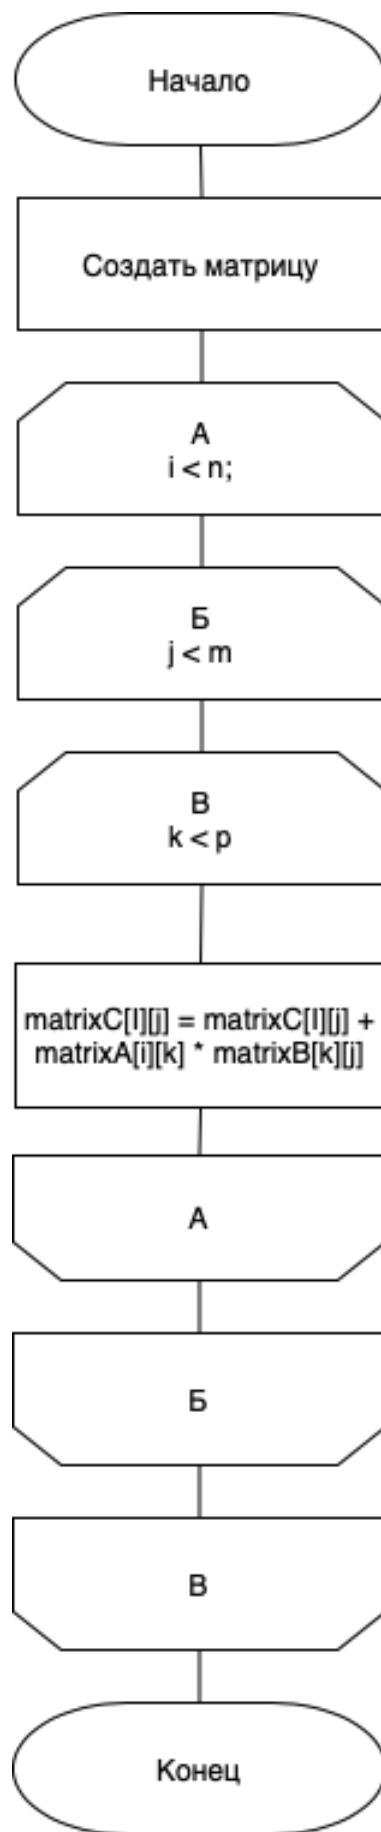 Начало
Создать матрицу
А
i < n;
Б
j < m
В
k < p
matrixC[I][j] = matrixC[I][j] +
matrixA[i][k] * matrixB[k][j]
А
Б
В
Конец